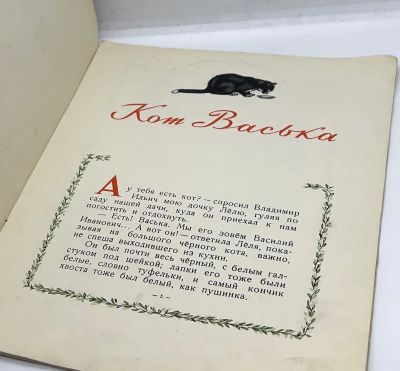 Кот Васька
А у тебя есть кот? — спросил Владимир
Ильич мою дочку Лёлю, гуляя по
саду нашей дачи, куда он приехал к нам
погостить и отдохнуть.
— Есть! Васька. Мы его зовём Василий
Иванович... А вот он! — ответила Лёля, пока-
зывая на большого чёрного кота, важно,
не спеша выходившего из кухни.
Он был почти весь чёрный, с белым гал-
стуком под шейкой; лапки его тоже были
белые, словно туфельки, и самый кончик
хвоста тоже был белый, как пушинка.